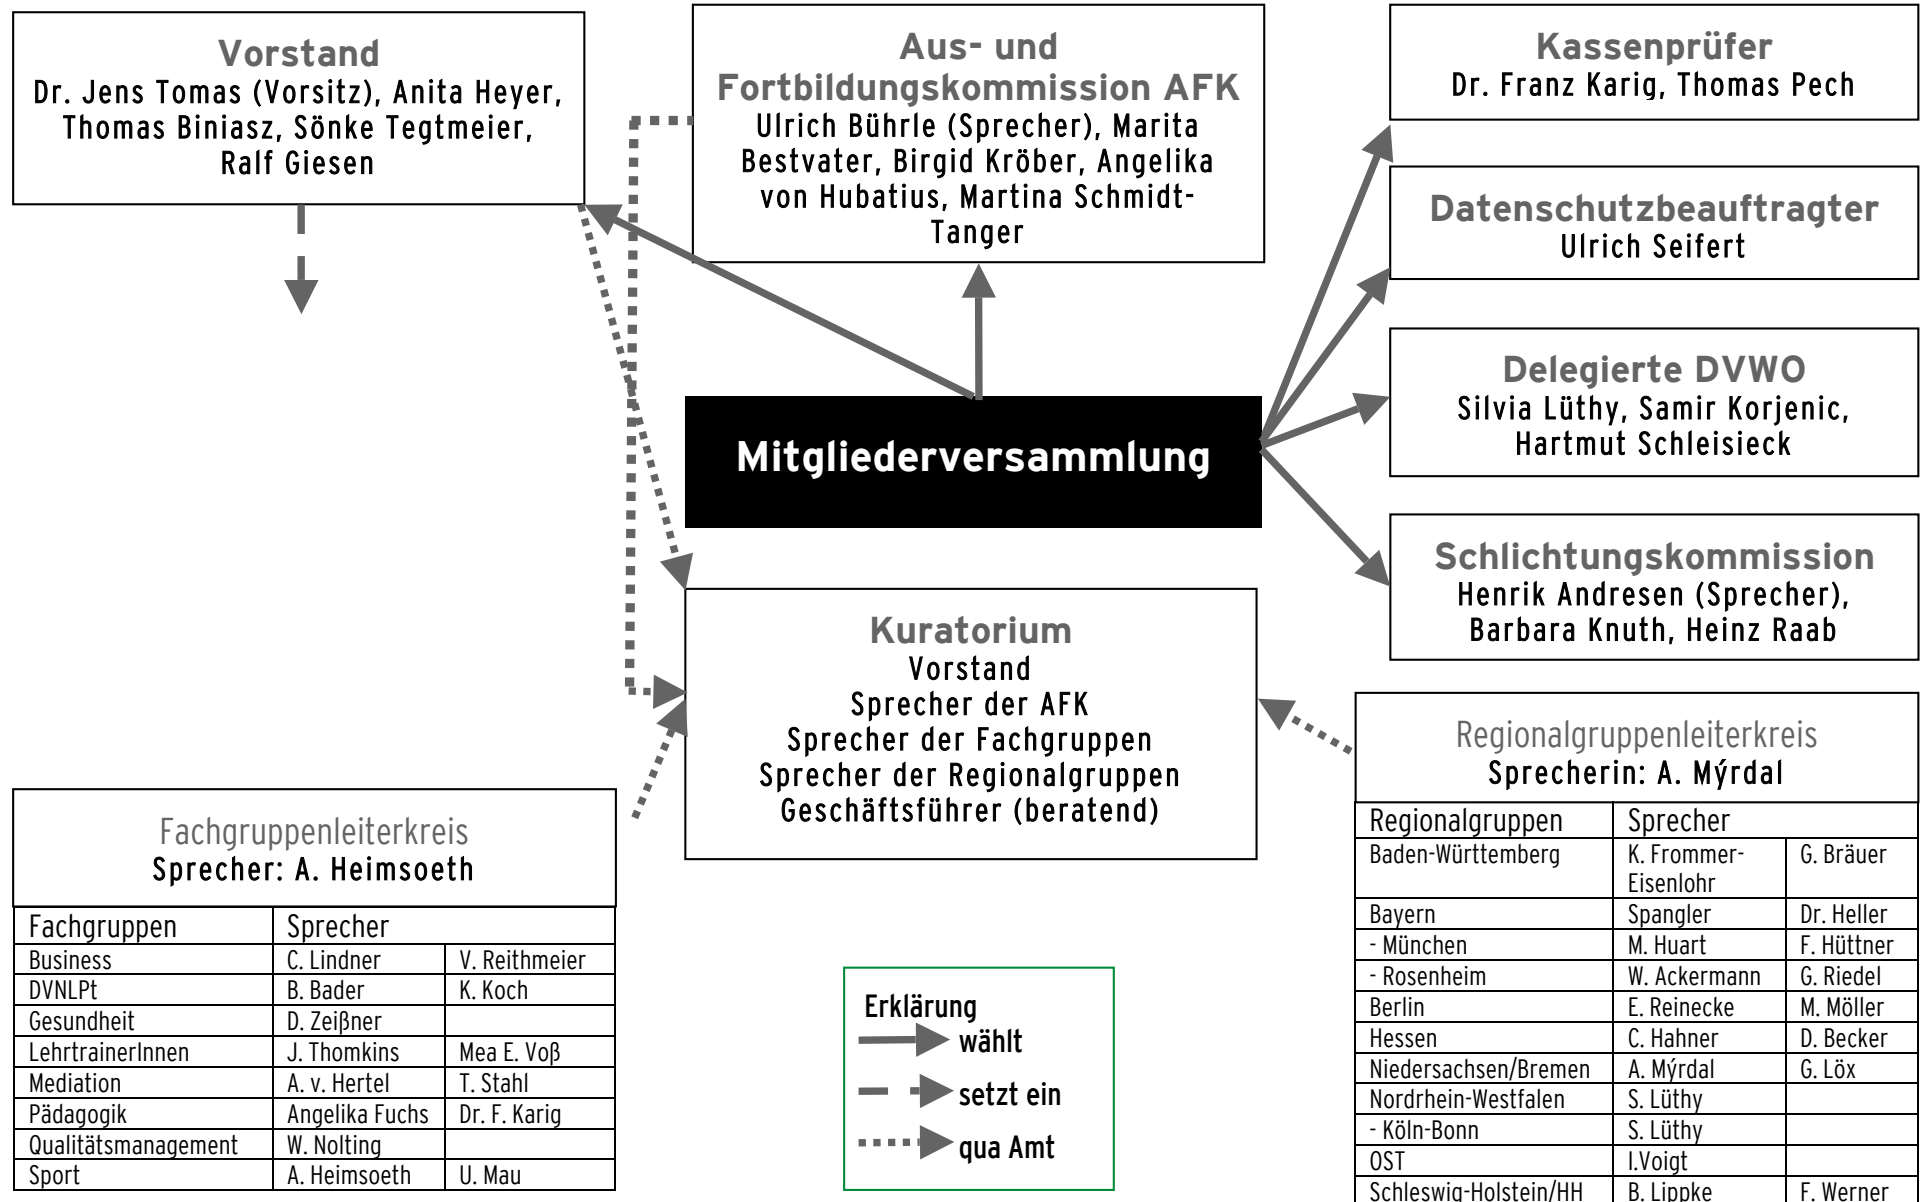 Vorstand
Dr. Jens Tomas (Vorsitz), Anita Heyer,
Thomas Biniasz, Sönke Tegtmeier,
Ralf Giesen
Aus- und
Fortbildungskommission AFK
Ulrich Bührle (Sprecher), Marita
Bestvater, Birgid Kröber, Angelika
von Hubatius, Martina Schmidt-
Tanger
Kassenprüfer
Dr. Franz Karig, Thomas Pech
Datenschutzbeauftragter
Ulrich Seifert
Delegierte DVWO
Silvia Lüthy, Samir Korjenic,
Hartmut Schleisieck
Schlichtungskommission
Henrik Andresen (Sprecher),
Barbara Knuth, Heinz Raab
Mitgliederversammlung
Kuratorium
Vorstand
Sprecher der AFK
Sprecher der Fachgruppen
Sprecher der Regionalgruppen
Geschäftsführer (beratend)
Fachgruppenleiterkreis
Sprecher: A. Heimsoeth
Fachgruppen Sprecher
Business C. Lindner V. Reithmeier
DVNLPt B. Bader K. Koch
Gesundheit D. Zeißner
LehrtrainerInnen J. Thomkins Mea E. Voß
Mediation A. v. Hertel T. Stahl
Pädagogik Angelika Fuchs Dr. F. Karig
Qualitätsmanagement W. Nolting
Sport A. Heimsoeth U. Mau
Erklärung
wählt
setzt ein
qua Amt
Regionalgruppenleiterkreis
Sprecherin: A. Mýrdal
Regionalgruppen Sprecher
Baden-Württemberg K. Frommer- G. Bräuer
Eisenlohr
Bayern Spangler Dr. Heller
- München M. Huart F. Hüttner
- Rosenheim W. Ackermann G. Riedel
Berlin E. Reinecke M. Möller
Hessen C. Hahner D. Becker
Niedersachsen/Bremen A. Mýrdal G. Löx
Nordrhein-Westfalen S. Lüthy
- Köln-Bonn S. Lüthy
OST I.Voigt
Schleswig-Holstein/HH B. Lippke F. Werner